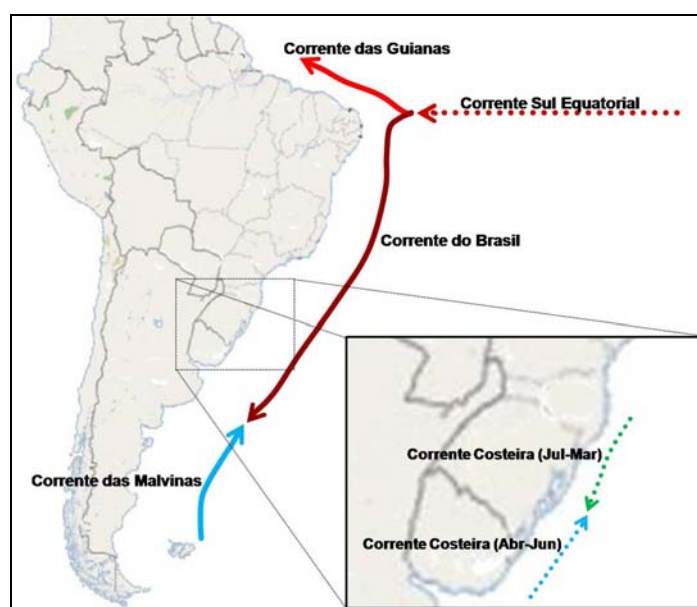 Corrente das Guianas
Corrente Sul Equatorial
Corrente do Brasil
Corrente das Malvinas
Corrente Costeira (Jul-Mar)
Corrente Costeira (Abr-Jun)